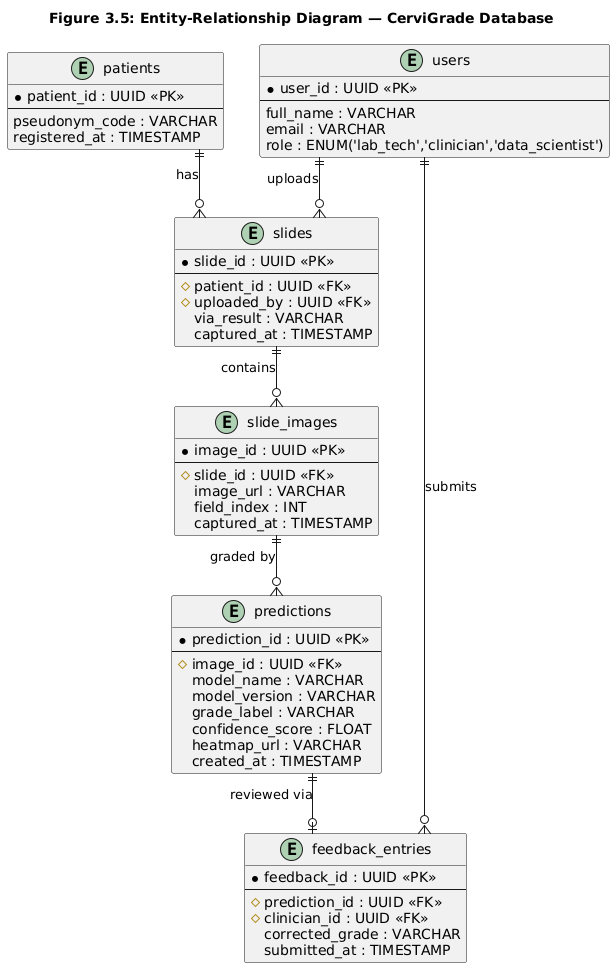 Figure 3.5: Entity-Relationship Diagram — CerviGrade Database
E patients
patient_id : UUID «PK»
pseudonym_code : VARCHAR
registered_at : TIMESTAMP
E users
user_id : UUID «PK»
full_name : VARCHAR
email : VARCHAR
role : ENUM('lab_tech','clinician','data_scientist')
has
uploads
E slides
slide_id : UUID «PK»
patient_id : UUID «FK»
uploaded_by : UUID «FK»
via_result : VARCHAR
captured_at : TIMESTAMP
contains
E slide_images
image_id : UUID «PK»
slide_id : UUID «FK»
image_url : VARCHAR
field_index : INT
captured_at : TIMESTAMP
submits
graded by
E predictions
prediction_id : UUID «PK»
image_id : UUID «FK»
model_name : VARCHAR
model_version : VARCHAR
grade_label : VARCHAR
confidence_score : FLOAT
heatmap_url : VARCHAR
created_at : TIMESTAMP
reviewed via
E feedback_entries
feedback_id : UUID «PK»
prediction_id : UUID «FK»
clinician_id : UUID «FK»
corrected_grade : VARCHAR
submitted_at : TIMESTAMP